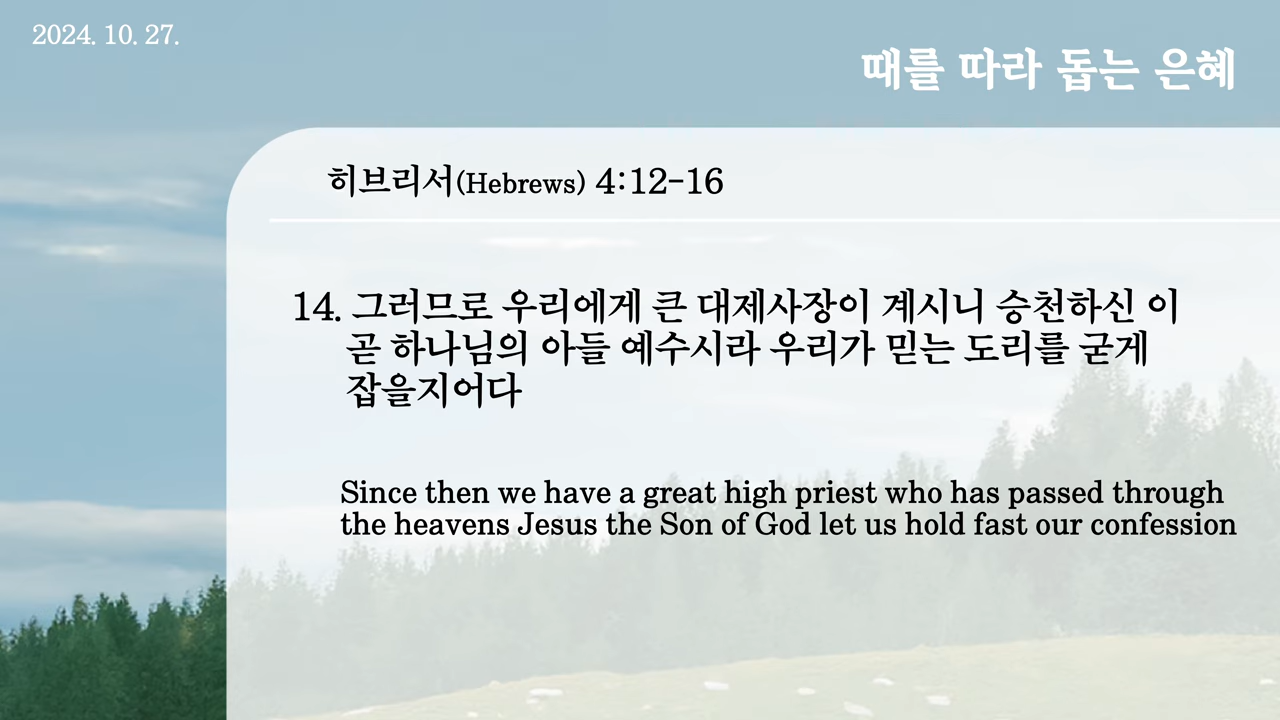 2024. 10. 27.
때를 따라 돕는 은혜
히브리서(Hebrews) 4:12-16
14. 그러므로 우리에게 큰 대제사장이 계시니 승천하신 이
곧 하나님의 아들 예수시라 우리가 믿는 도리를 굳게
잡을지어다
Since then we have a great high priest who has passed through
the heavens Jesus the Son of God let us hold fast our confession